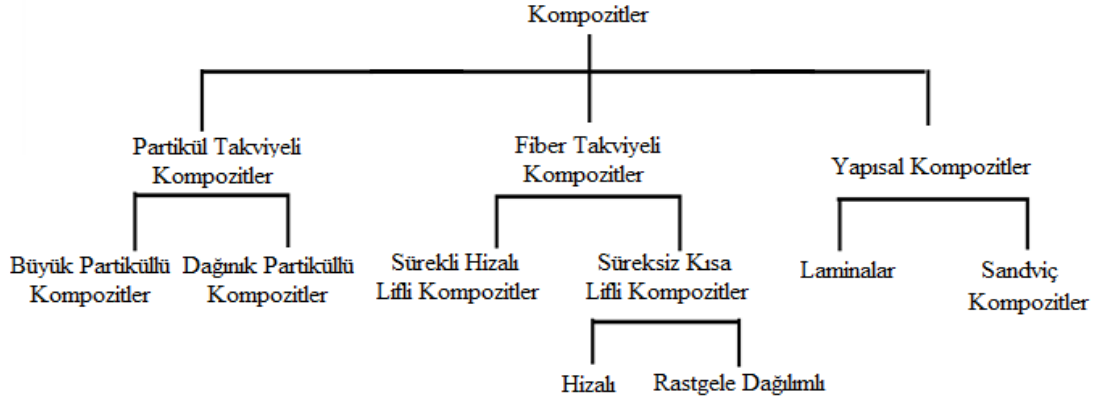 Kompozitler
Partikül Takviyeli
Kompozitler
Fiber Takviyeli
Kompozitler
Yapısal Kompozitler
Büyük Partiküllü
Kompozitler
Dağınık Partiküllü
Kompozitler
Sürekli Hizalı
Lifli Kompozitler
Süreksiz Kısa
Lifli Kompozitler
Laminalar
Sandviç
Kompozitler
Hizalı
Rastgele Dağılımlı